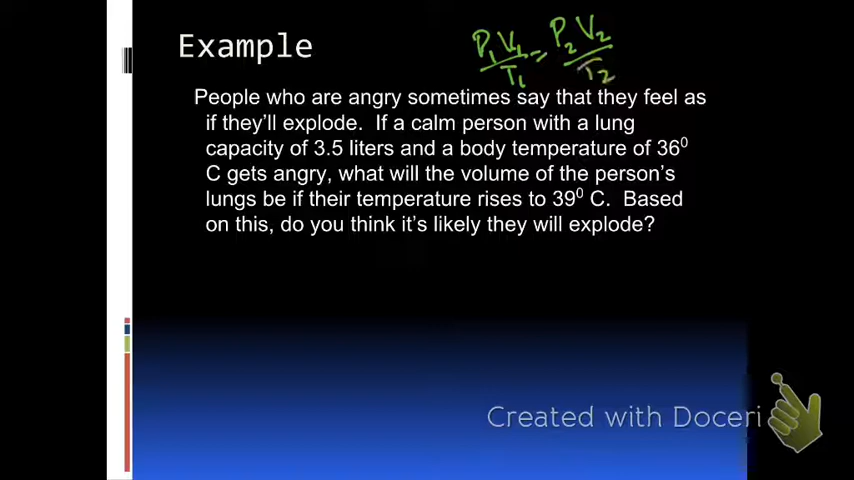 Example
P₁V₁/T₁ = P₂V₂/T₂
People who are angry sometimes say that they feel as
if they'll explode.  If a calm person with a lung
capacity of 3.5 liters and a body temperature of 36⁰
C gets angry, what will the volume of the person's
lungs be if their temperature rises to 39⁰ C.  Based
on this, do you think it's likely they will explode?
Created with Doceri